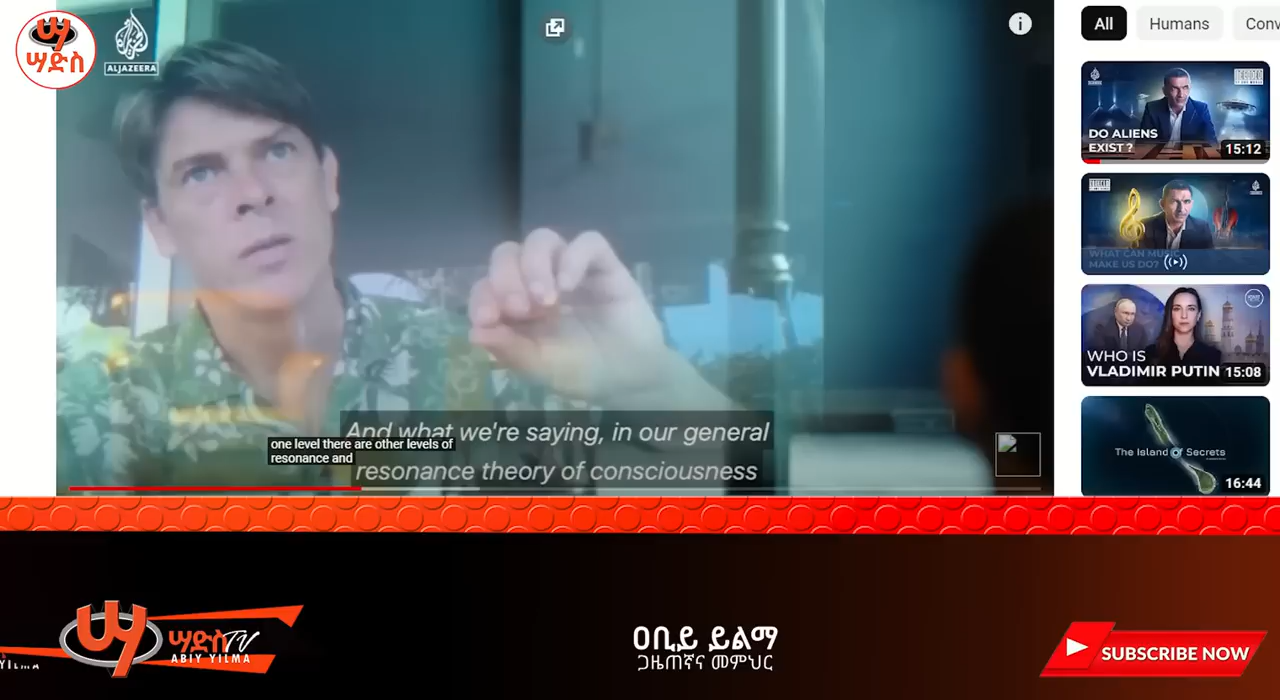 ሣድስ
ALJAZEERA
And what we're saying, in our general
resonance theory of consciousness
one level there are other levels of
resonance and
All
Humans
Conv
DO ALIENS
EXIST ?
15:12
WHAT CAN MUSIC
MAKE US DO?
WHO IS
VLADIMIR PUTIN
15:08
The Island of Secrets
16:44
ሣድስ TV
ABIY YILMA
ዐቢይ ይልማ
ጋዜጠኛና መምህር
SUBSCRIBE NOW